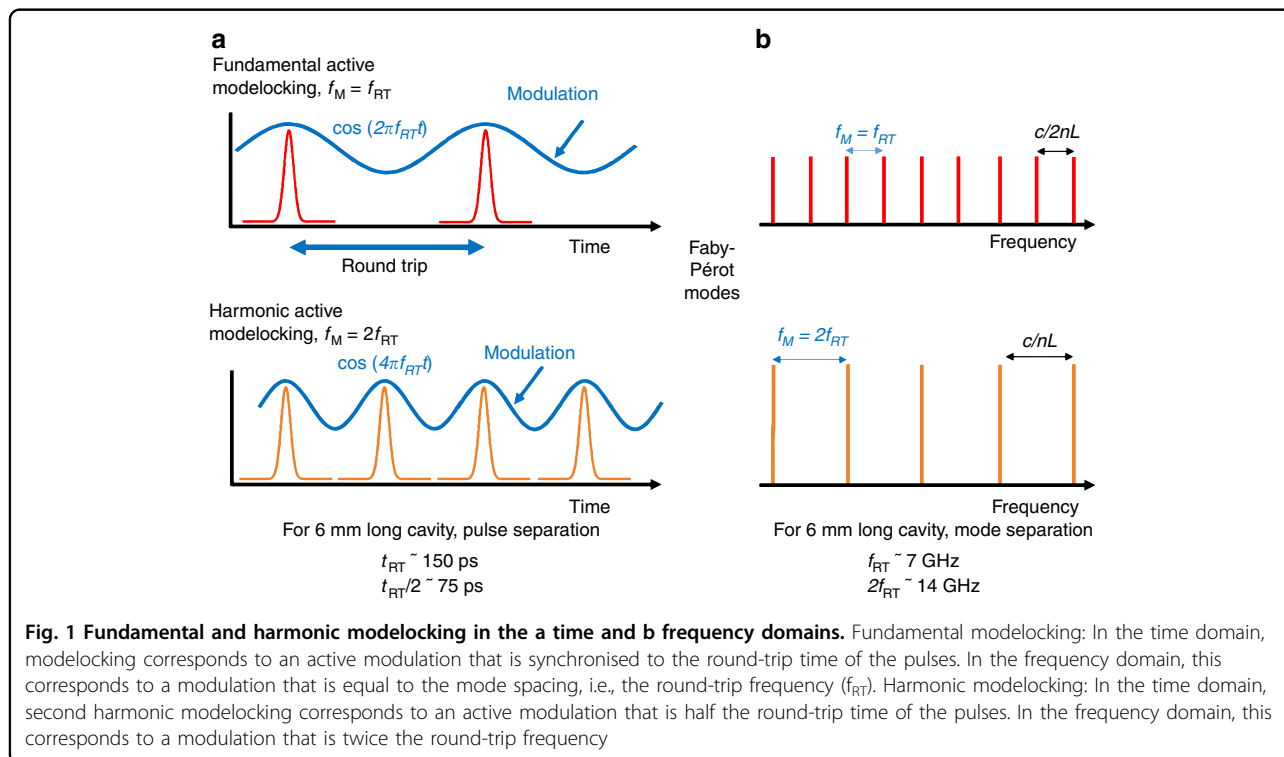 a
Fundamental active
modelocking, f_M = f_RT
Modulation
cos (2πf_RTt)
Time
Round trip
b
f_M = f_RT
c/2nL
Frequency
Faby-
Pérot
modes
Harmonic active
modelocking, f_M = 2f_RT
cos (4πf_RTt)
Modulation
Time
For 6 mm long cavity, pulse separation
t_RT ~ 150 ps
t_RT/2 ~ 75 ps
f_M = 2f_RT
c/nL
Frequency
For 6 mm long cavity, mode separation
f_RT ~ 7 GHz
2f_RT ~ 14 GHz
Fig. 1 Fundamental and harmonic modelocking in the a time and b frequency domains. Fundamental modelocking: In the time domain,
modelocking corresponds to an active modulation that is synchronised to the round-trip time of the pulses. In the frequency domain, this
corresponds to a modulation that is equal to the mode spacing, i.e., the round-trip frequency (f_RT). Harmonic modelocking: In the time domain,
second harmonic modelocking corresponds to an active modulation that is half the round-trip time of the pulses. In the frequency domain, this
corresponds to a modulation that is twice the round-trip frequency